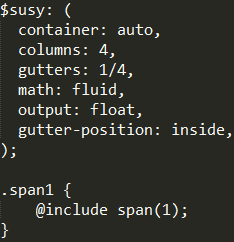 $susy: (
container: auto,
columns: 4,
gutters: 1/4,
math: fluid,
output: float,
gutter-position: inside,
);
.span1 {
@include span(1);
}